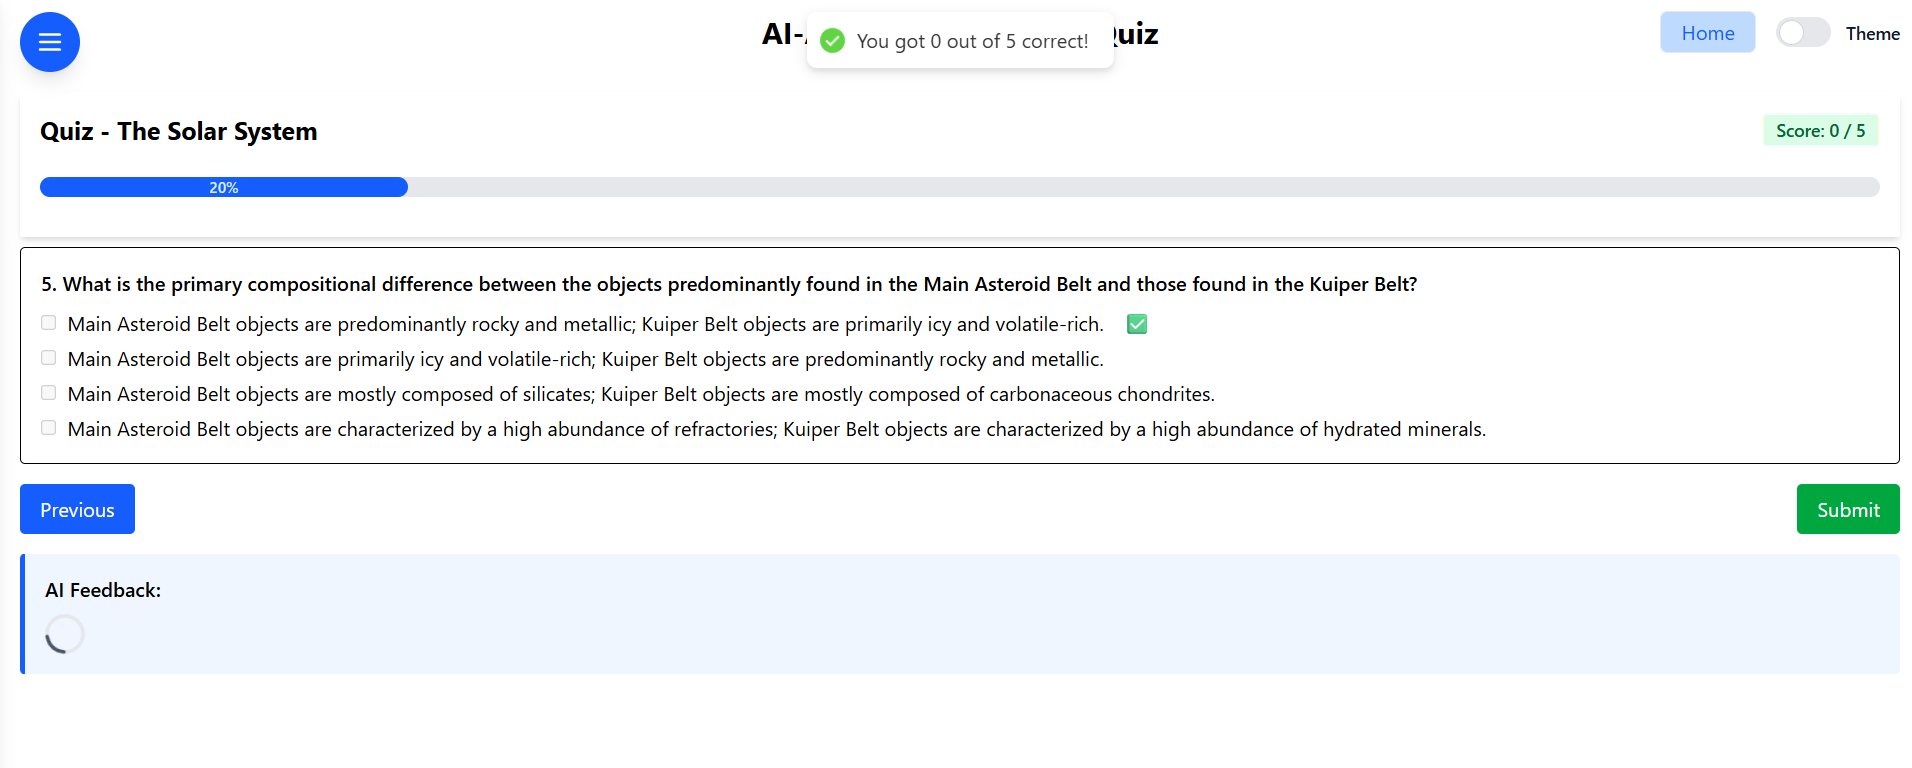 AI-
You got 0 out of 5 correct!
Quiz
Home
Theme
Quiz - The Solar System
Score: 0 / 5
20%
5. What is the primary compositional difference between the objects predominantly found in the Main Asteroid Belt and those found in the Kuiper Belt?
Main Asteroid Belt objects are predominantly rocky and metallic; Kuiper Belt objects are primarily icy and volatile-rich.
Main Asteroid Belt objects are primarily icy and volatile-rich; Kuiper Belt objects are predominantly rocky and metallic.
Main Asteroid Belt objects are mostly composed of silicates; Kuiper Belt objects are mostly composed of carbonaceous chondrites.
Main Asteroid Belt objects are characterized by a high abundance of refractories; Kuiper Belt objects are characterized by a high abundance of hydrated minerals.
Previous
Submit
AI Feedback: